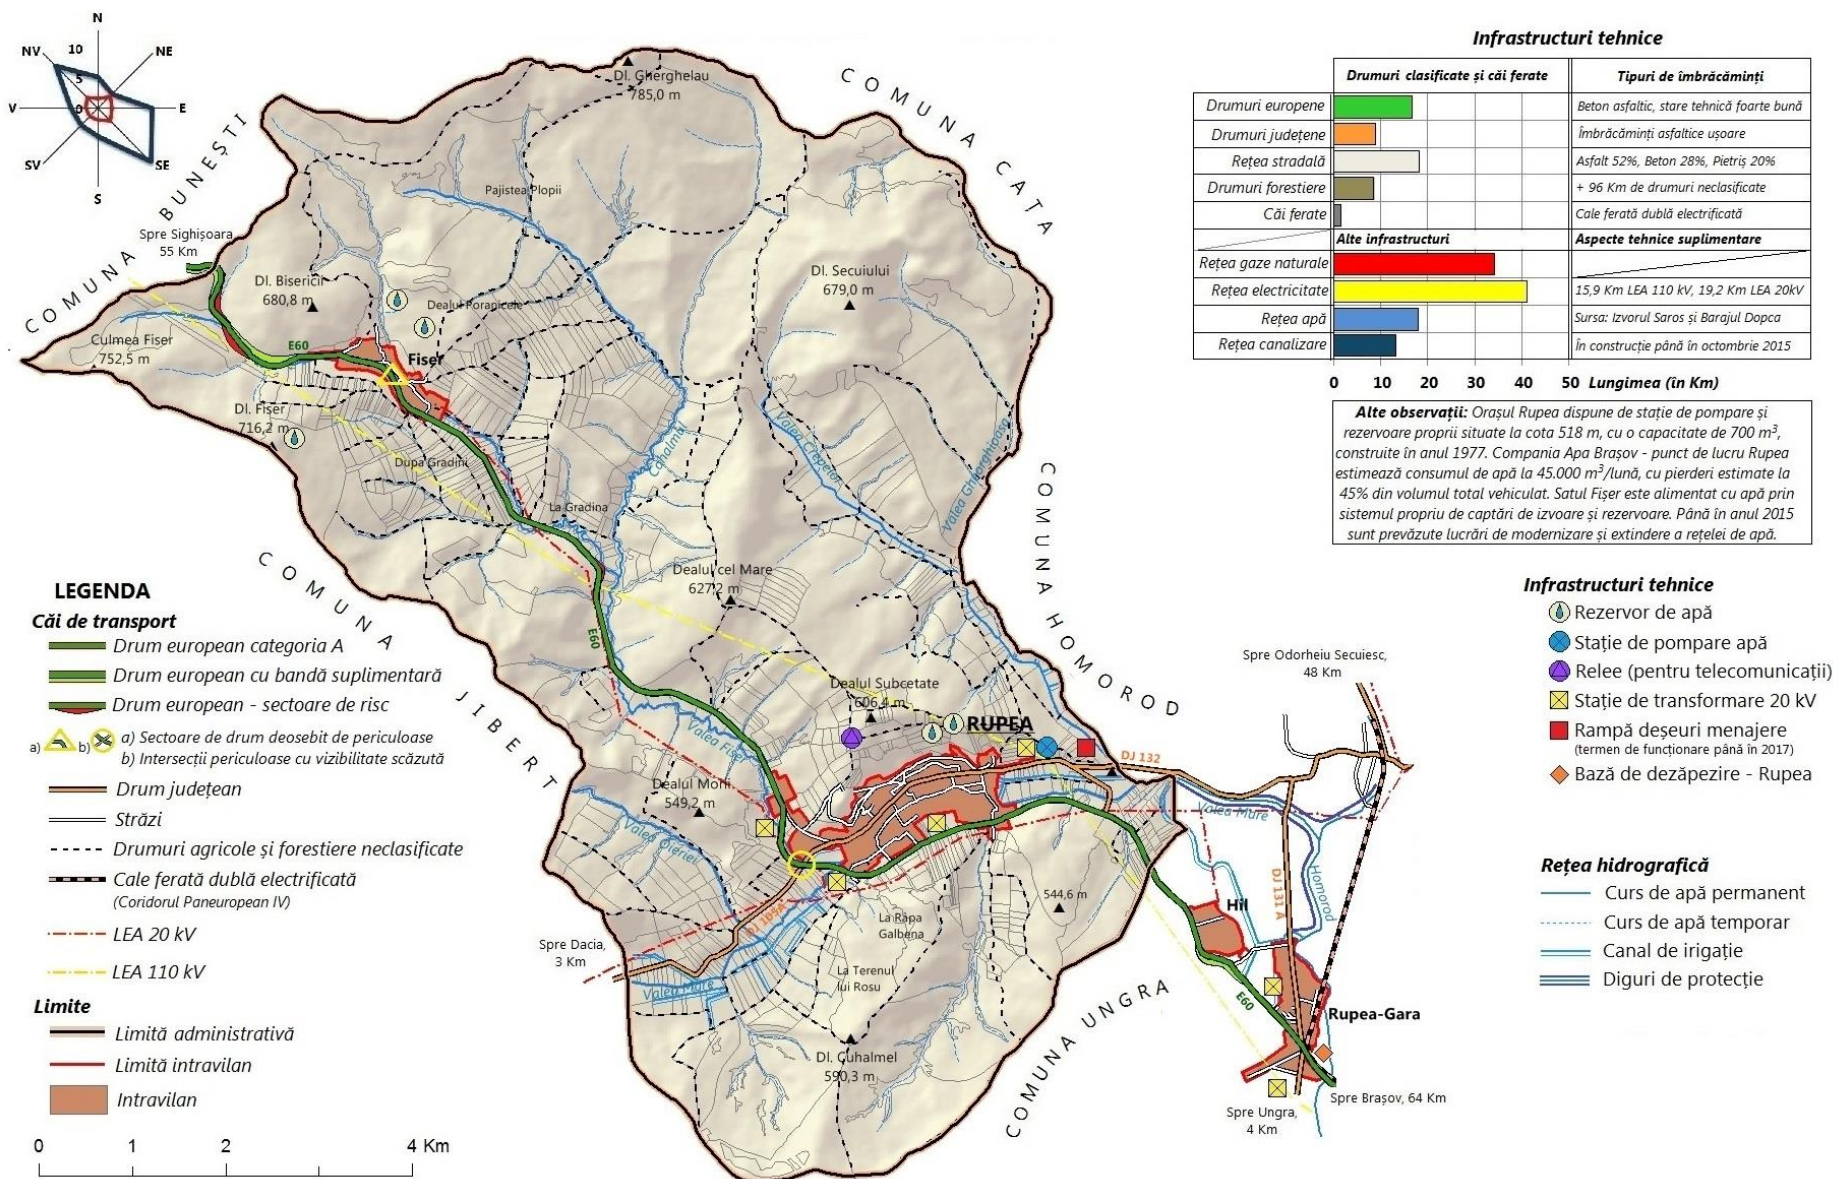 N
NV
10
NE
5
V
0
E
SV
SE
S
COMUNA BUNEȘTI
Spre Sighișoara
55 Km
Dl. Gherghelau
785,0 m
COMUNA CAȚA
Pajistea Plopii
Dl. Bisericii
680,8 m
Dealul Poranicele
Dl. Secuiului
679,0 m
Culmea Fiser
752,5 m
E60
Fiser
Dl. Fiser
716,2 m
Dupa Gradini
Cohalmul
Valea Crepelor
La Gradina
COMUNA JIBERT
Dealul cel Mare
627,2 m
E60
COMUNA HOMOROD
Dealul Subcetate
606,4 m
RUPEA
Valea Fiser
Dealul Morii
549,2 m
DJ 132
Spre Odorheiu Secuiesc,
48 Km
Valea Mare
Homorod
DJ 131 A
544,6 m
Hil
La Rapa
Galbena
DJ 105A
Spre Dacia,
3 Km
La Terenul
lui Rosu
Valea Mare
E60
Rupea-Gara
Dl. Cuhalmel
590,3 m
COMUNA UNGRA
Spre Brașov, 64 Km
Spre Ungra,
4 Km
Infrastructuri tehnice
Drumuri clasificate și căi ferate Tipuri de îmbrăcăminți
Drumuri europene Beton asfaltic, stare tehnică foarte bună
Drumuri județene Îmbrăcăminți asfaltice ușoare
Rețea stradală Asfalt 52%, Beton 28%, Pietriș 20%
Drumuri forestiere + 96 Km de drumuri neclasificate
Căi ferate Cale ferată dublă electrificată
Alte infrastructuri Aspecte tehnice suplimentare
Rețea gaze naturale
Rețea electricitate 15,9 Km LEA 110 kV, 19,2 Km LEA 20kV
Rețea apă Sursa: Izvorul Saros și Barajul Dopca
Rețea canalizare În construcție până în octombrie 2015
0 10 20 30 40 50 Lungimea (în Km)
Alte observații: Orașul Rupea dispune de stație de pompare și
rezervoare proprii situate la cota 518 m, cu o capacitate de 700 m³,
construite în anul 1977. Compania Apa Brașov - punct de lucru Rupea
estimează consumul de apă la 45.000 m³/lună, cu pierderi estimate la
45% din volumul total vehiculat. Satul Fișer este alimentat cu apă prin
sistemul propriu de captări de izvoare și rezervoare. Până în anul 2015
sunt prevăzute lucrări de modernizare și extindere a rețelei de apă.
LEGENDA
Căi de transport
Drum european categoria A
Drum european cu bandă suplimentară
Drum european - sectoare de risc
a) b) a) Sectoare de drum deosebit de periculoase
b) Intersecții periculoase cu vizibilitate scăzută
Drum județean
Străzi
Drumuri agricole și forestiere neclasificate
Cale ferată dublă electrificată
(Coridorul Paneuropean IV)
LEA 20 kV
LEA 110 kV
Limite
Limită administrativă
Limită intravilan
Intravilan
0 1 2 4 Km
Infrastructuri tehnice
Rezervor de apă
Stație de pompare apă
Relee (pentru telecomunicații)
Stație de transformare 20 kV
Rampă deșeuri menajere
(termen de funcționare până în 2017)
Bază de dezăpezire - Rupea
Rețea hidrografică
Curs de apă permanent
Curs de apă temporar
Canal de irigație
Diguri de protecție